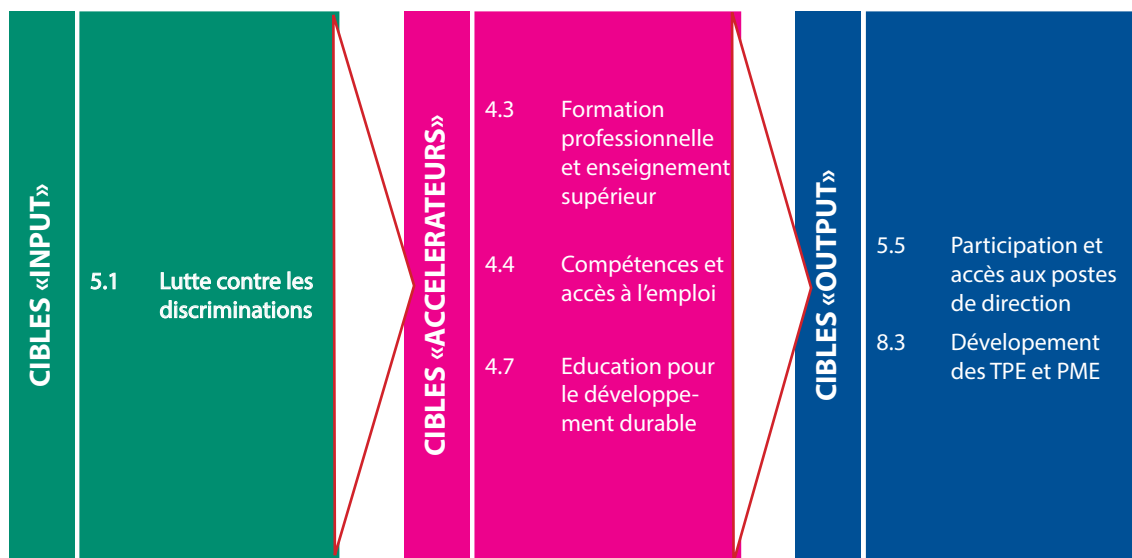 CIBLES «INPUT»
5.1 Lutte contre les
discriminations
CIBLES «ACCELERATEURS»
4.3 Formation
professionnelle
et enseignement
supérieur
4.4 Compétences et
accès à l’emploi
4.7 Education pour
le développe-
ment durable
CIBLES «OUTPUT»
5.5 Participation et
accès aux postes
de direction
8.3 Dévelopement
des TPE et PME